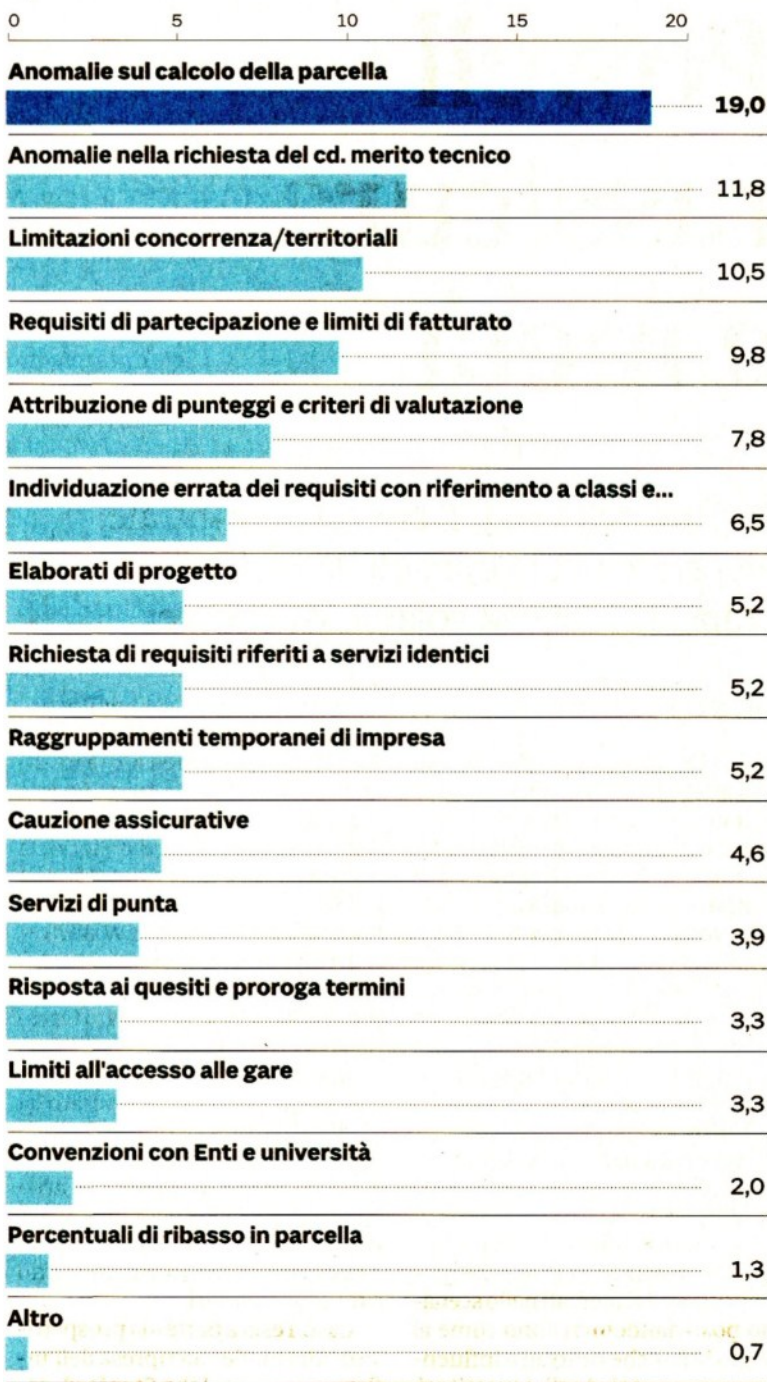 0 5 10 15 20
Anomalie sul calcolo della parcella
19,0
Anomalie nella richiesta del cd. merito tecnico
11,8
Limitazioni concorrenza/territoriali
10,5
Requisiti di partecipazione e limiti di fatturato
9,8
Attribuzione di punteggi e criteri di valutazione
7,8
Individuazione errata dei requisiti con riferimento a classi e...
6,5
Elaborati di progetto
5,2
Richiesta di requisiti riferiti a servizi identici
5,2
Raggruppamenti temporanei di impresa
5,2
Cauzione assicurative
4,6
Servizi di punta
3,9
Risposta ai quesiti e proroga termini
3,3
Limiti all'accesso alle gare
3,3
Convenzioni con Enti e università
2,0
Percentuali di ribasso in parcella
1,3
Altro
0,7